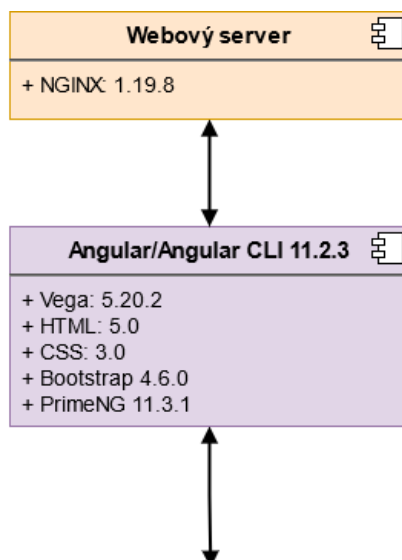 Webový server
+ NGINX: 1.19.8
Angular/Angular CLI 11.2.3
+ Vega: 5.20.2
+ HTML: 5.0
+ CSS: 3.0
+ Bootstrap 4.6.0
+ PrimeNG 11.3.1